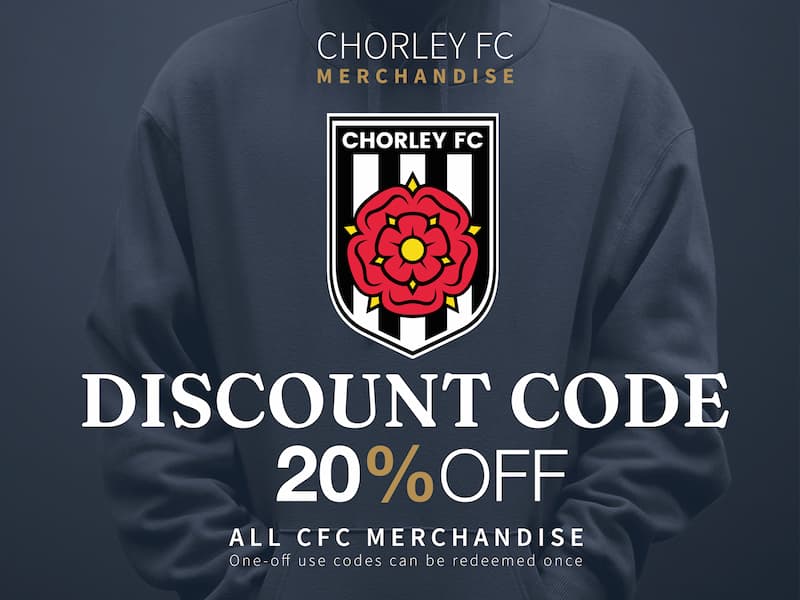 CHORLEY FC
MERCHANDISE
CHORLEY FC
DISCOUNT CODE
20%OFF
ALL CFC MERCHANDISE
One-off use codes can be redeemed once